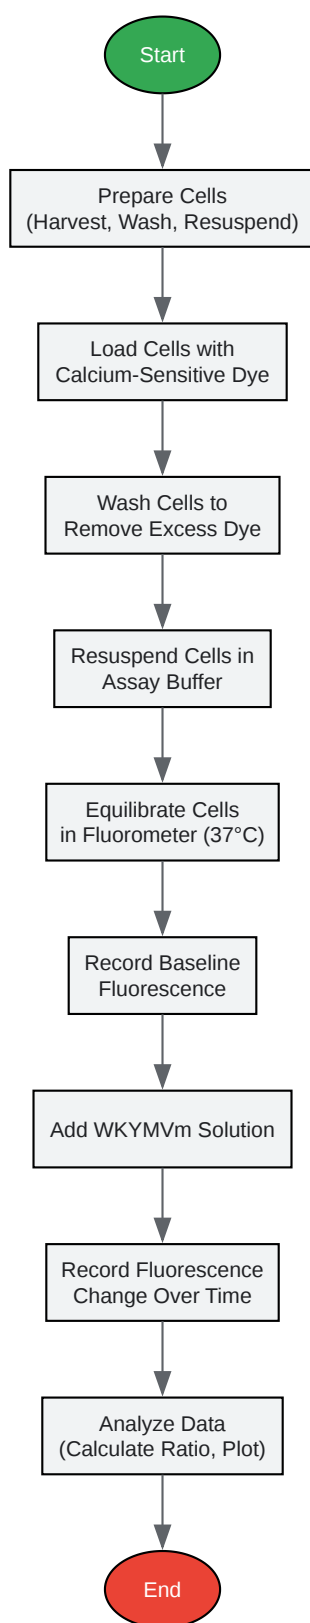 Start
Prepare Cells
(Harvest, Wash, Resuspend)
Load Cells with
Calcium-Sensitive Dye
Wash Cells to
Remove Excess Dye
Resuspend Cells in
Assay Buffer
Equilibrate Cells
in Fluorometer (37°C)
Record Baseline
Fluorescence
Add WKYMVm Solution
Record Fluorescence
Change Over Time
Analyze Data
(Calculate Ratio, Plot)
End